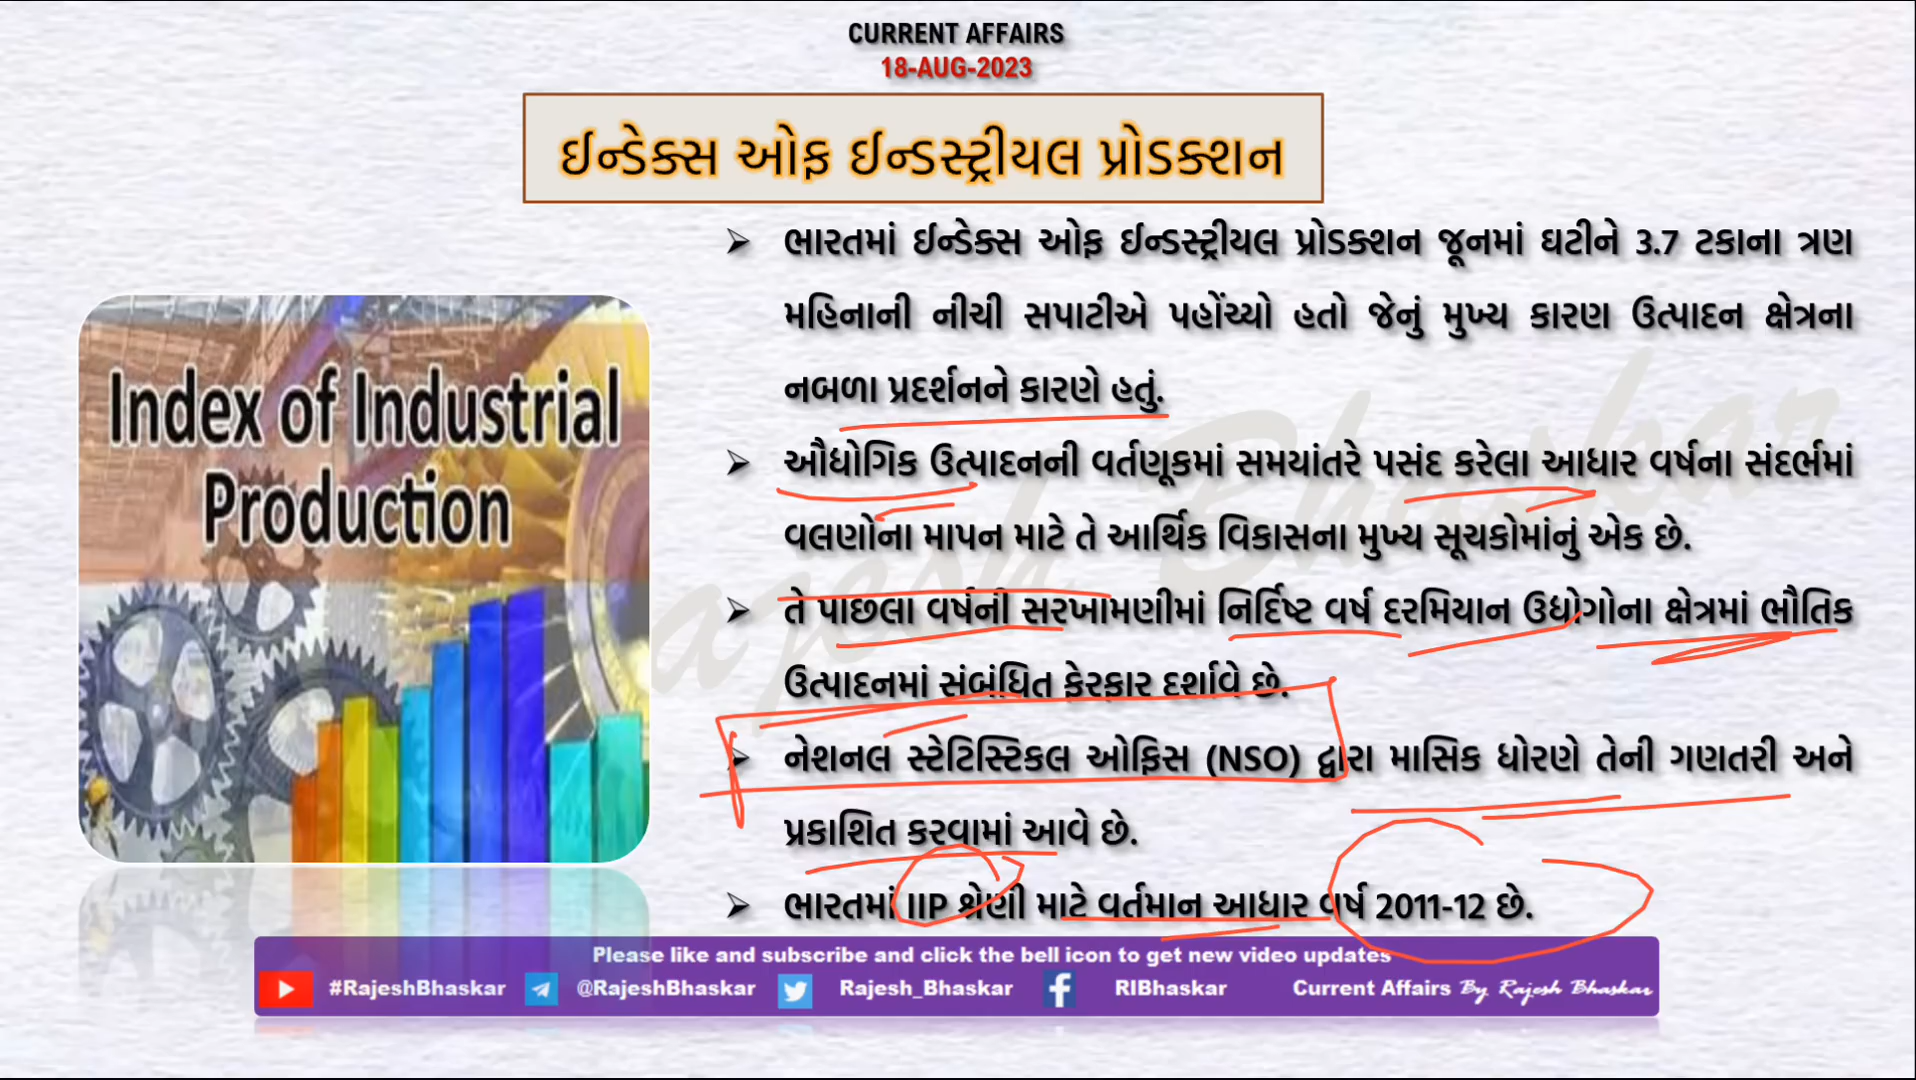 CURRENT AFFAIRS
18-AUG-2023
ઈન્ડેક્સ ઓફ ઈન્ડસ્ટ્રીયલ પ્રોડક્શન
Index of Industrial
Production
➢ ભારતમાં ઈન્ડેક્સ ઓફ ઈન્ડસ્ટ્રીયલ પ્રોડક્શન જૂનમાં ઘટીને 3.7 ટકાના ત્રણ
મહિનાની નીચી સપાટીએ પહોંચ્યો હતો જેનું મુખ્ય કારણ ઉત્પાદન ક્ષેત્રના
નબળા પ્રદર્શનને કારણે હતું.
➢ ઔદ્યોગિક ઉત્પાદનની વર્તણૂકમાં સમયાંતરે પસંદ કરેલા આધાર વર્ષના સંદર્ભમાં
વલણોના માપન માટે તે આર્થિક વિકાસના મુખ્ય સૂચકોમાંનું એક છે.
➢ તે પાછલા વર્ષની સરખામણીમાં નિર્દિષ્ટ વર્ષ દરમિયાન ઉદ્યોગોના ક્ષેત્રમાં ભૌતિક
ઉત્પાદનમાં સંબંધિત ફેરફાર દર્શાવે છે.
➢ નેશનલ સ્ટેટિસ્ટિકલ ઓફિસ (NSO) દ્વારા માસિક ધોરણે તેની ગણતરી અને
પ્રકાશિત કરવામાં આવે છે.
➢ ભારતમાં IIP શ્રેણી માટે વર્તમાન આધાર વર્ષ 2011-12 છે.
Rajesh Bhaskar
Please like and subscribe and click the bell icon to get new video updates
#RajeshBhaskar @RajeshBhaskar Rajesh_Bhaskar RIBhaskar Current Affairs By Rajesh Bhaskar